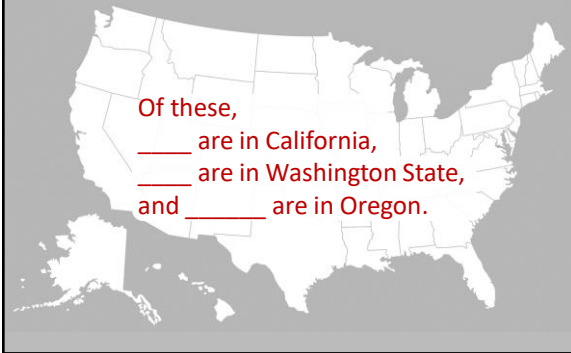 Of these,
____ are in California,
____ are in Washington State,
and ______ are in Oregon.